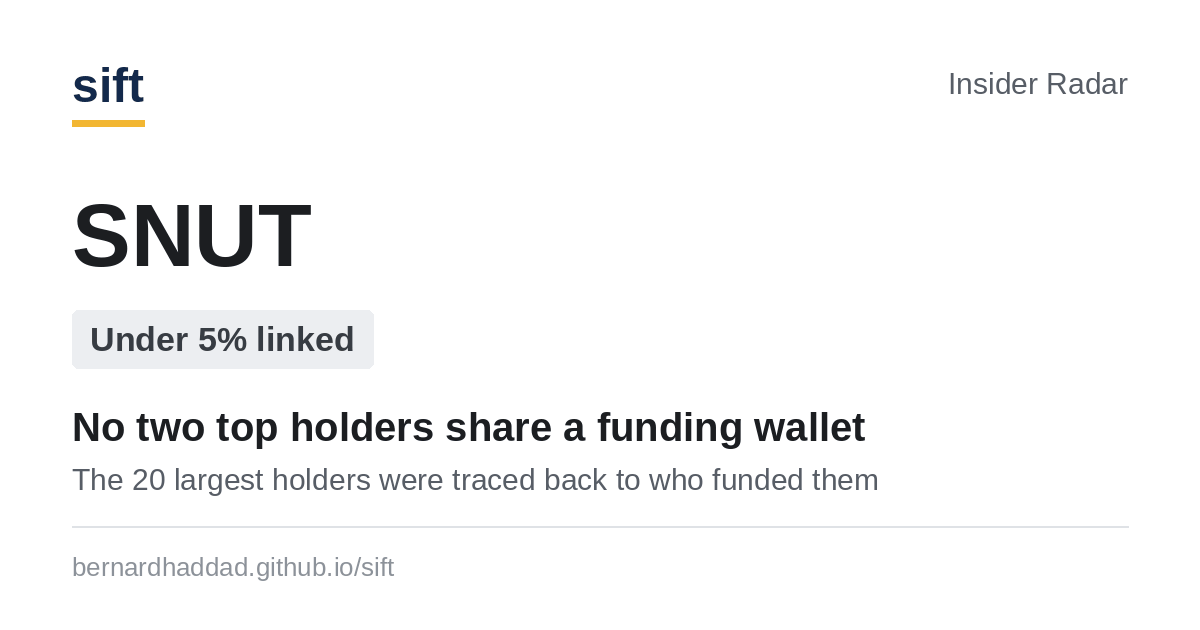 sift
Insider Radar
SNUT
Under 5% linked
No two top holders share a funding wallet
The 20 largest holders were traced back to who funded them
bernardhaddad.github.io/sift